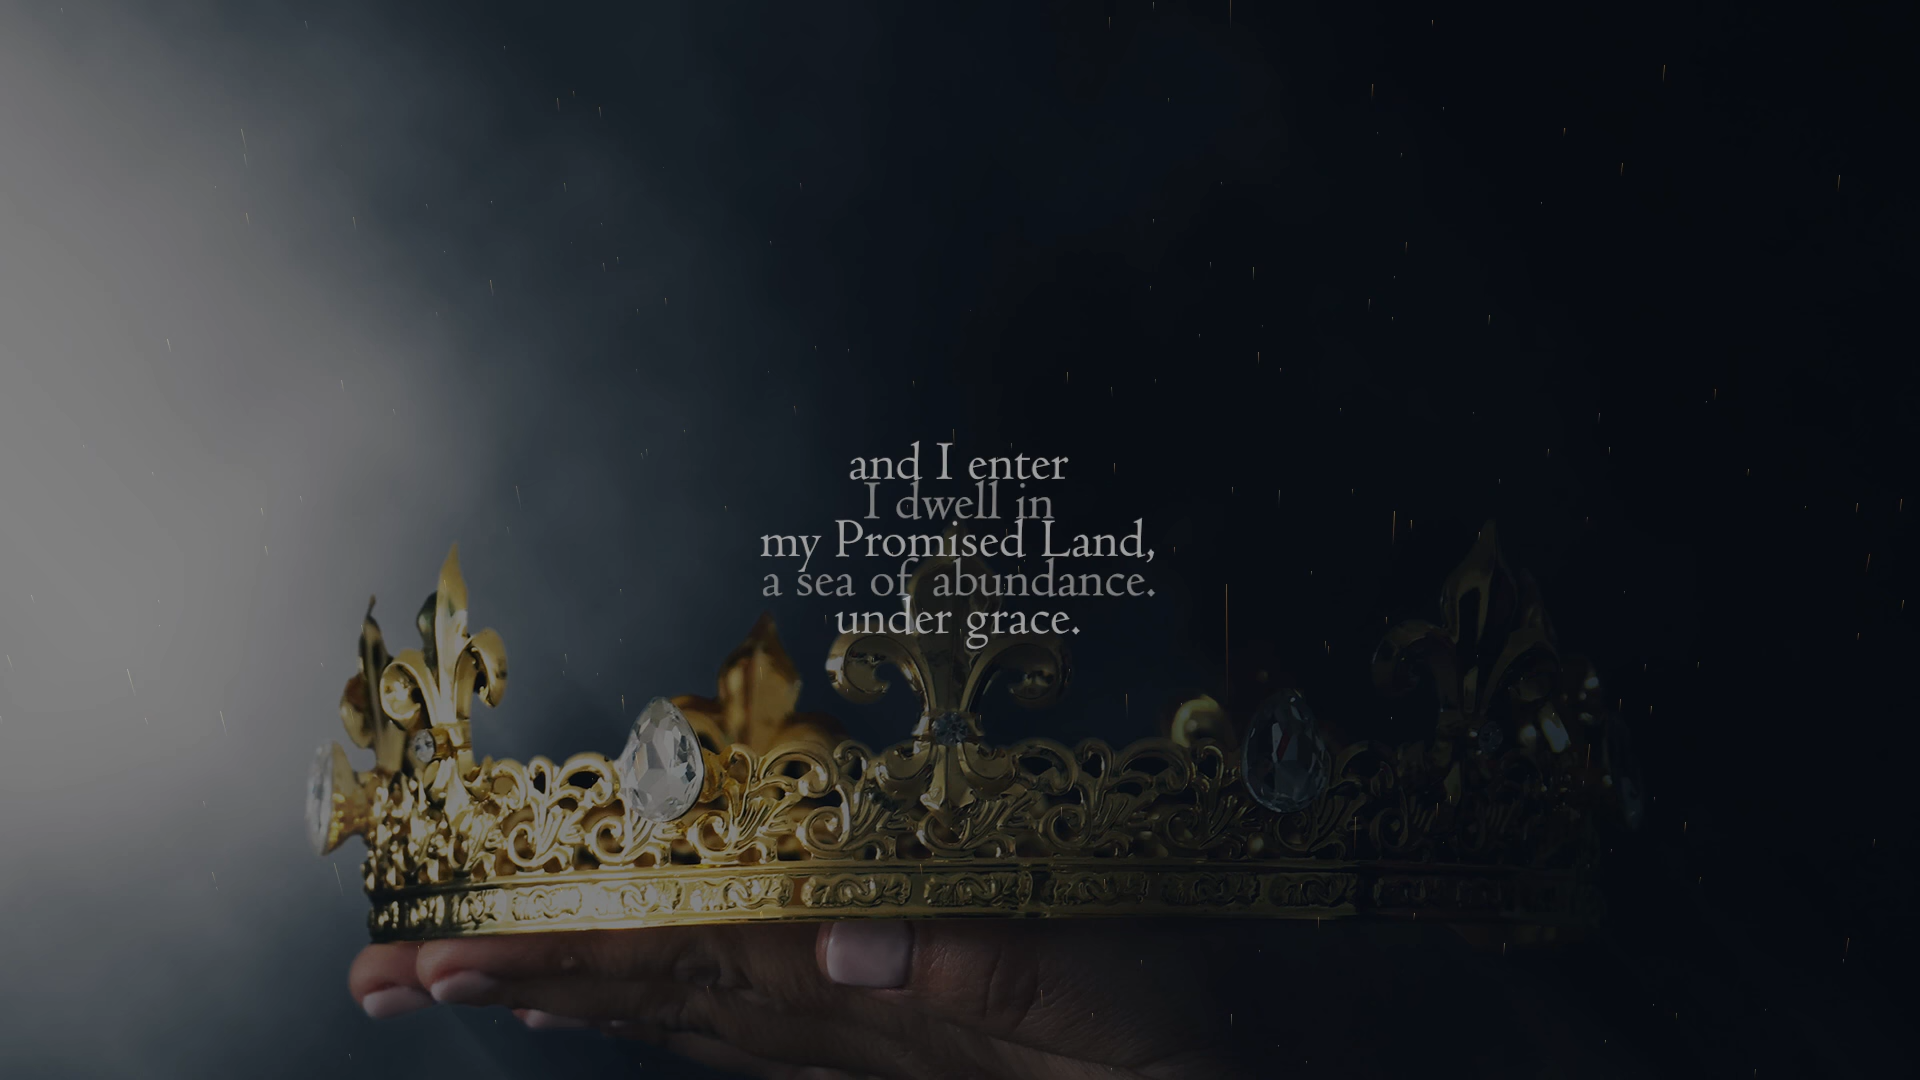 and I enter
I dwell in
my Promised Land,
a sea of abundance.
under grace.